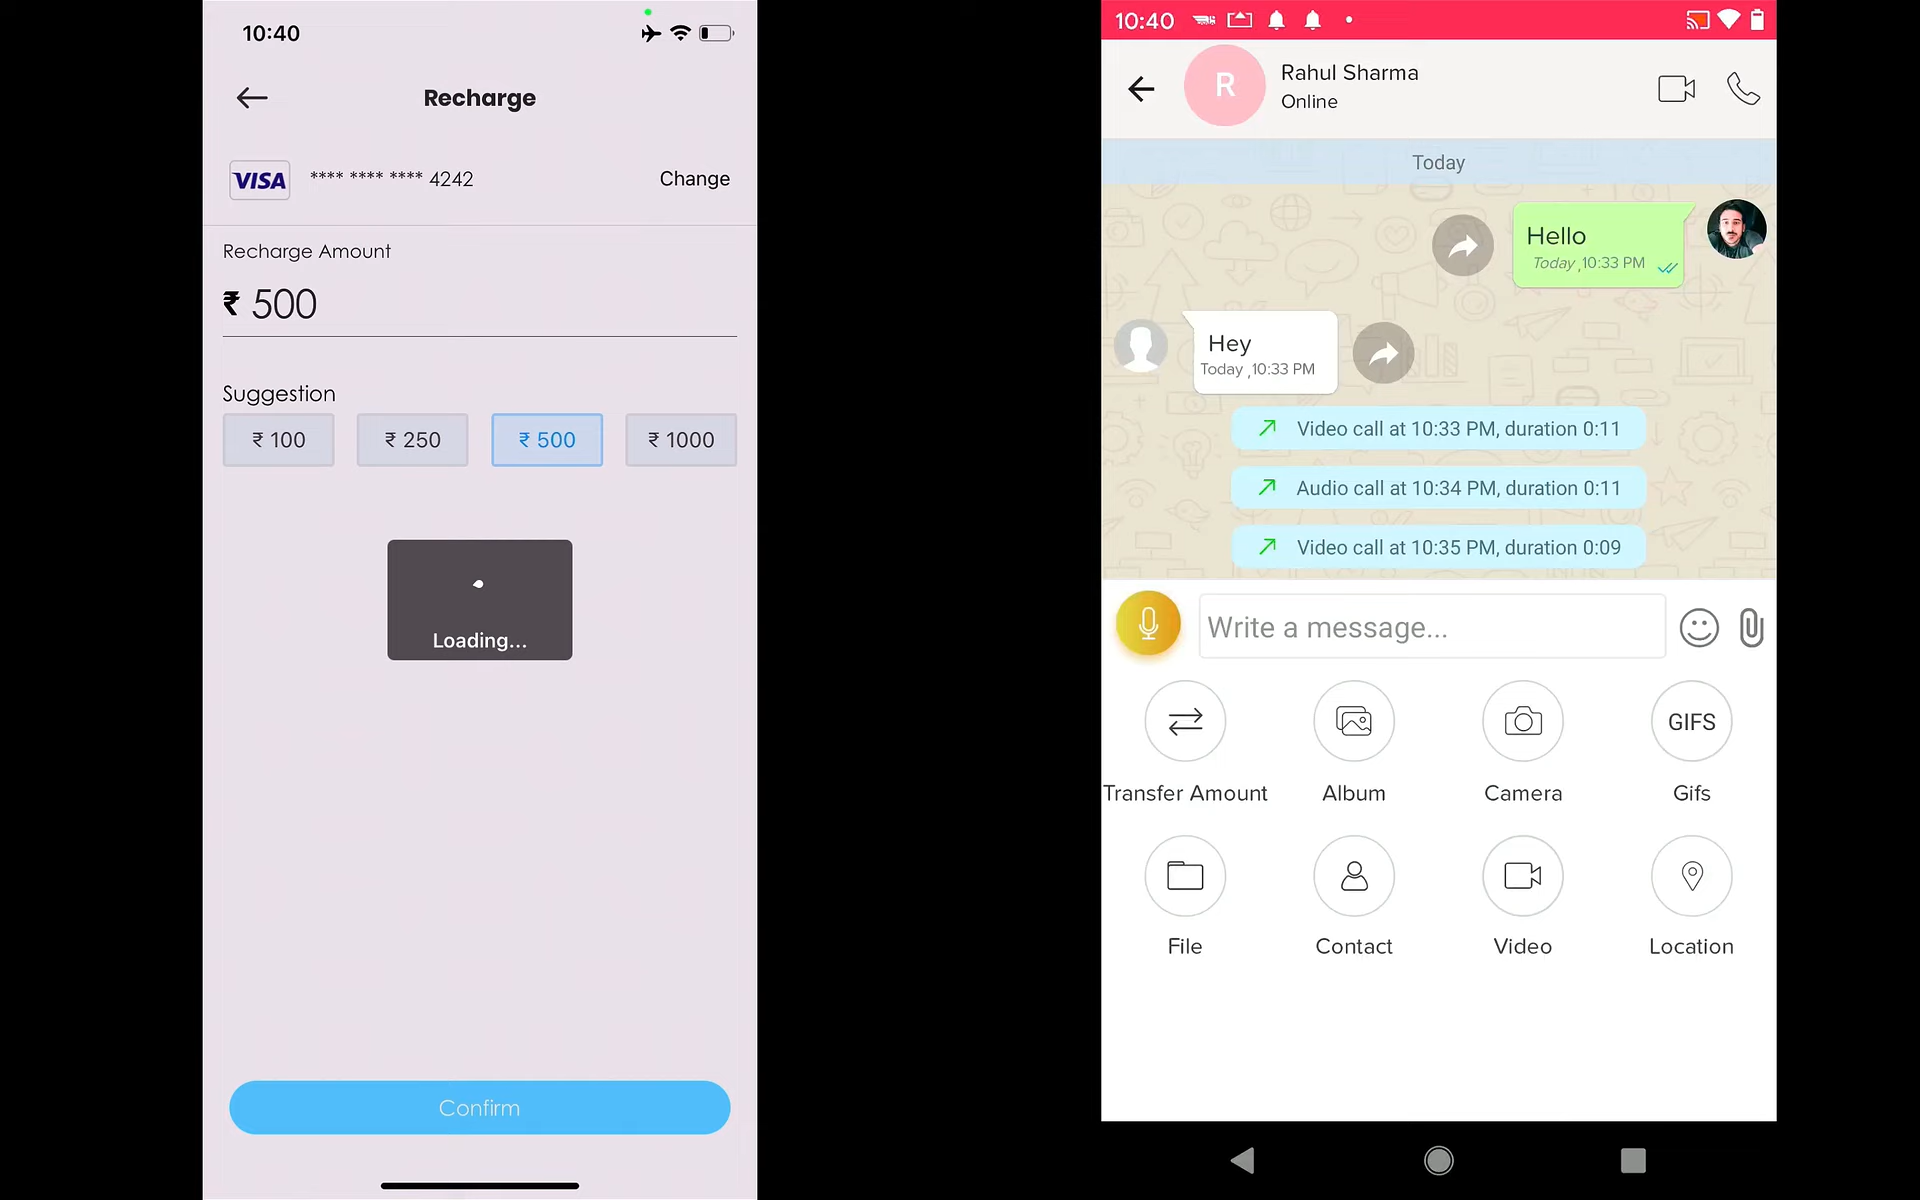 10:40
Recharge
VISA **** **** **** 4242 Change
Recharge Amount
₹ 500
Suggestion
₹ 100 ₹ 250 ₹ 500 ₹ 1000
Loading...
Confirm
10:40
R
Rahul Sharma
Online
Today
Hello
Today ,10:33 PM
Hey
Today ,10:33 PM
Video call at 10:33 PM, duration 0:11
Audio call at 10:34 PM, duration 0:11
Video call at 10:35 PM, duration 0:09
Write a message...
GIFS
Transfer Amount Album Camera Gifs
File Contact Video Location